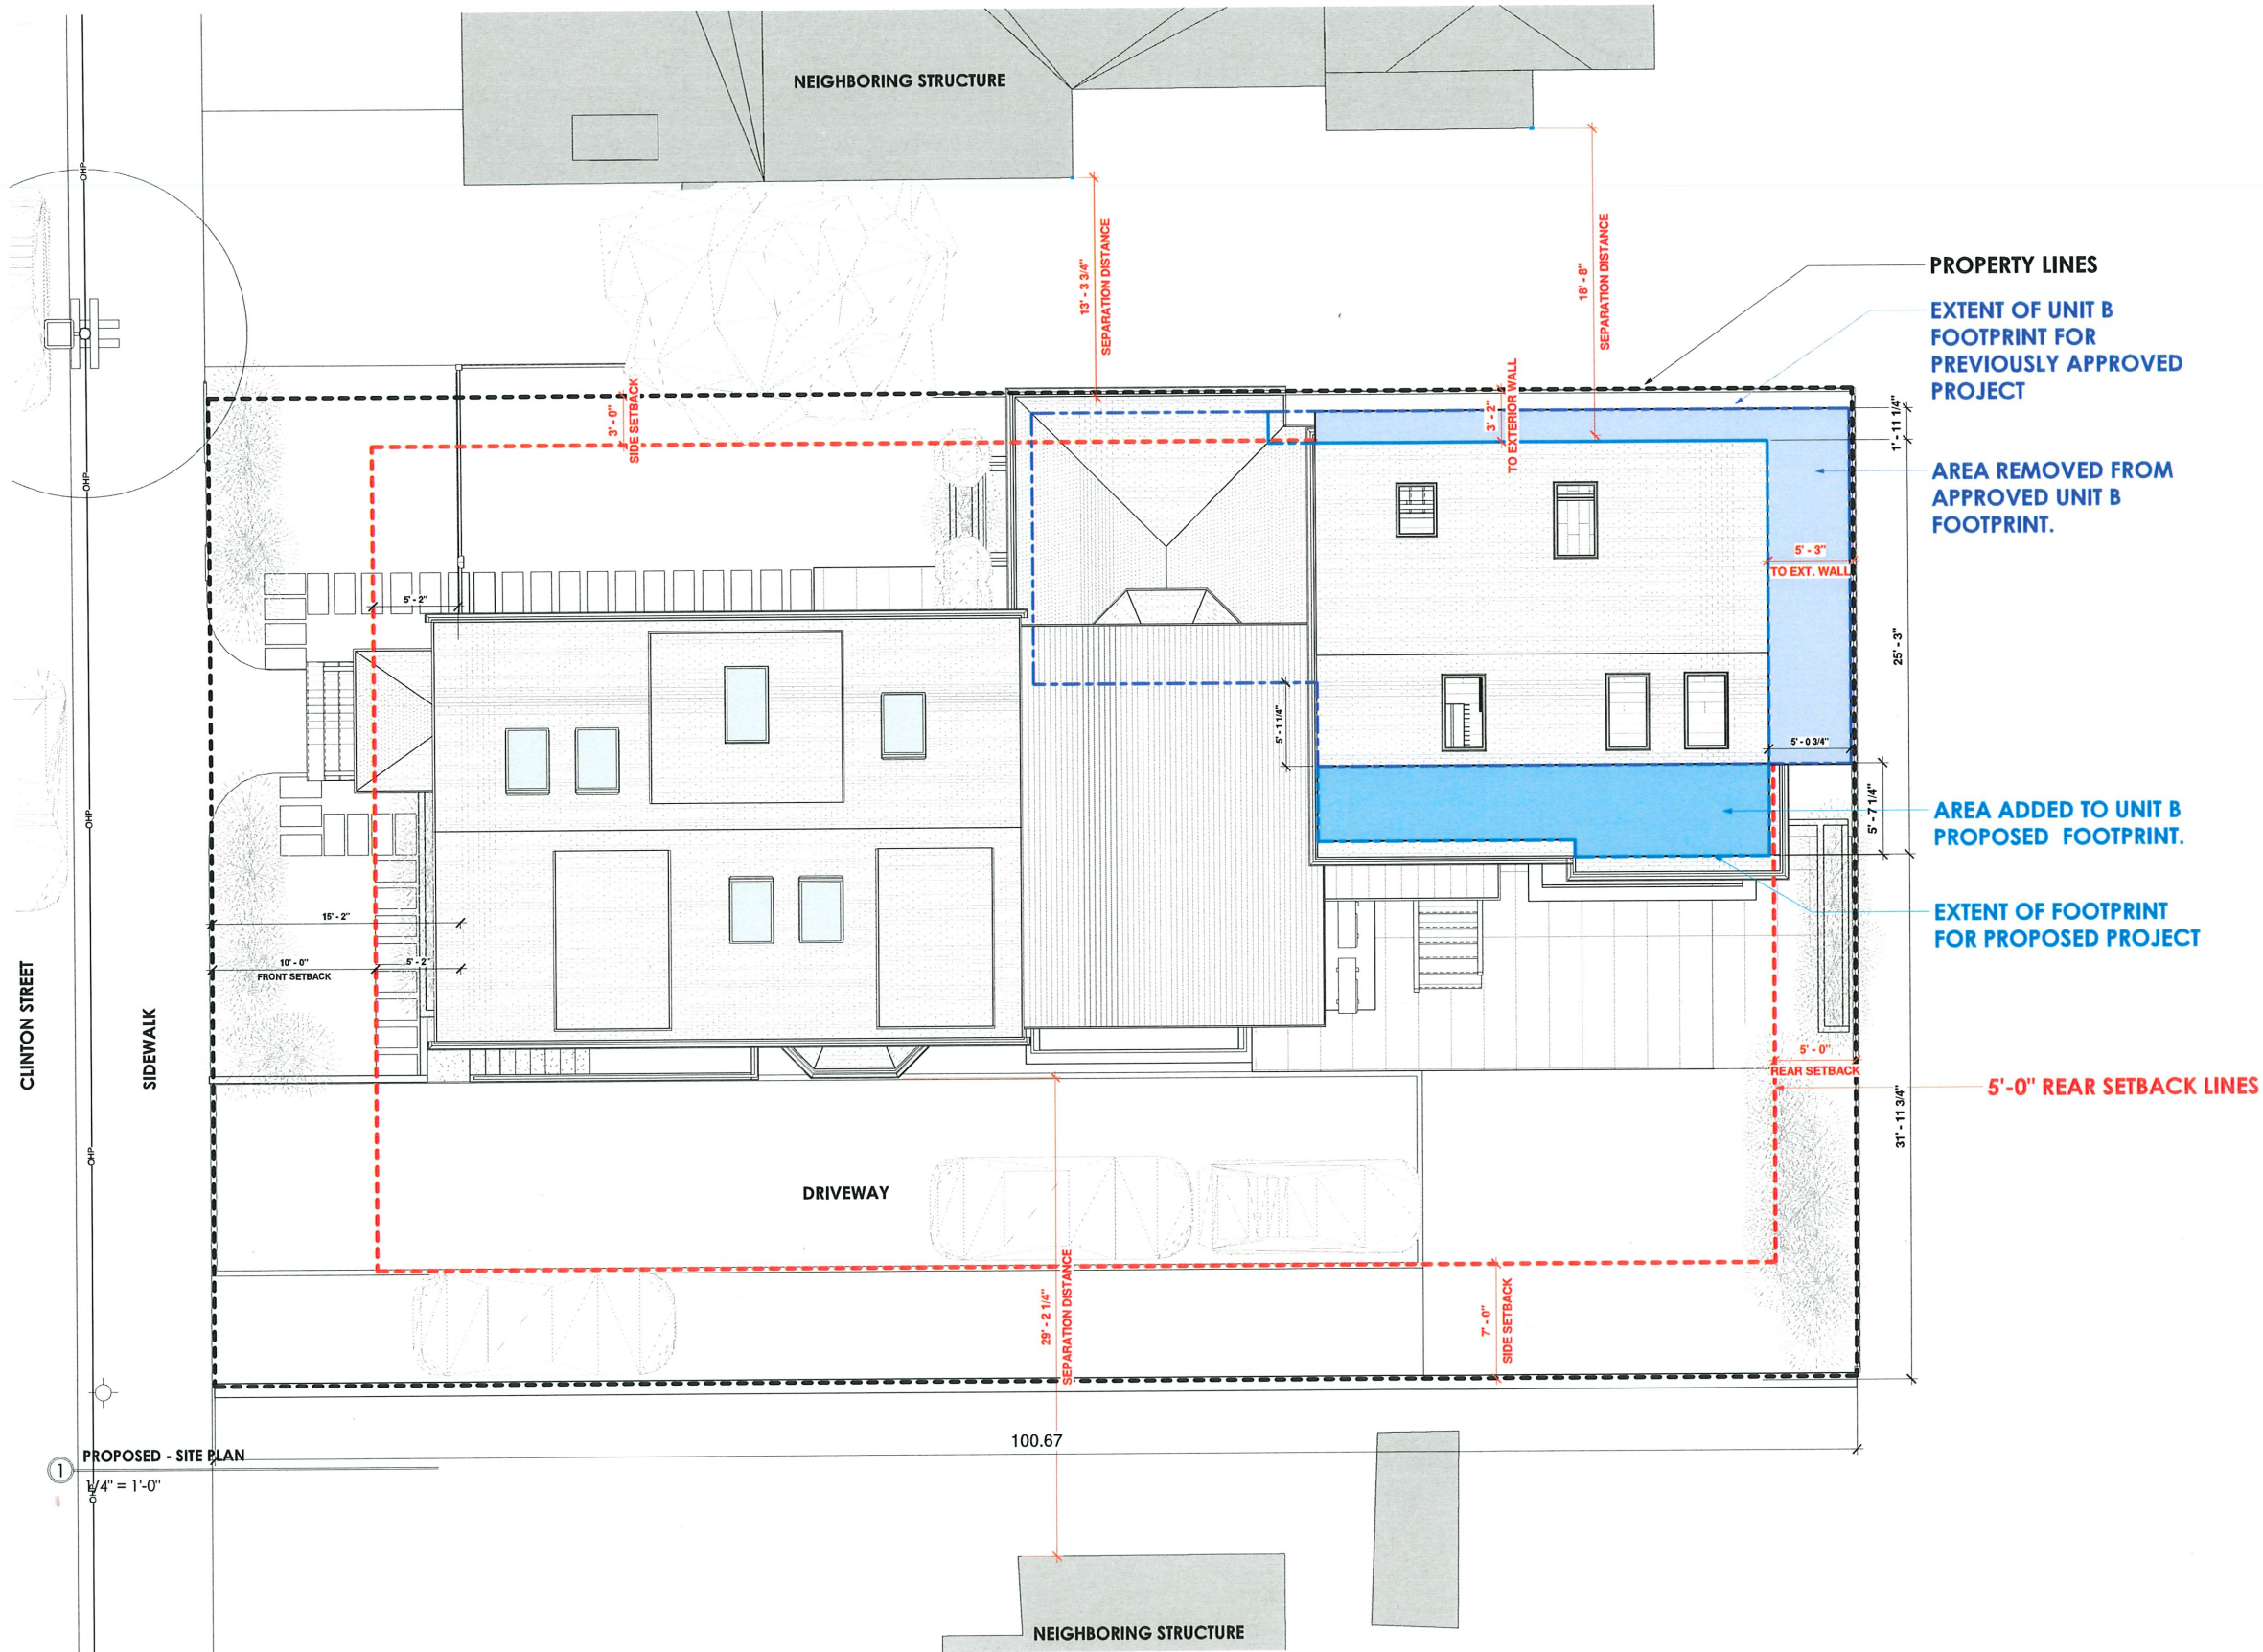 NEIGHBORING STRUCTURE
OHP
13' - 3 3/4"
SEPARATION DISTANCE
18' - 8"
SEPARATION DISTANCE
PROPERTY LINES
EXTENT OF UNIT B
FOOTPRINT FOR
PREVIOUSLY APPROVED
PROJECT
3' - 0"
SIDE SETBACK
3' - 2"
TO EXTERIOR WALL
1' - 11 1/4"
OHP
AREA REMOVED FROM
APPROVED UNIT B
FOOTPRINT.
5' - 3"
TO EXT. WALL
5' - 2"
25' - 3"
5' - 1 1/4"
5' - 0 3/4"
OHP
5' - 7 1/4"
AREA ADDED TO UNIT B
PROPOSED FOOTPRINT.
EXTENT OF FOOTPRINT
FOR PROPOSED PROJECT
15' - 2"
10' - 0"
FRONT SETBACK
5' - 2"
CLINTON STREET
SIDEWALK
5' - 0"
REAR SETBACK
5'-0" REAR SETBACK LINES
31' - 11 3/4"
OHP
DRIVEWAY
29' - 2 1/4"
SEPARATION DISTANCE
7' - 0"
SIDE SETBACK
100.67
1
PROPOSED - SITE PLAN
1/4" = 1'-0"
OHP
NEIGHBORING STRUCTURE